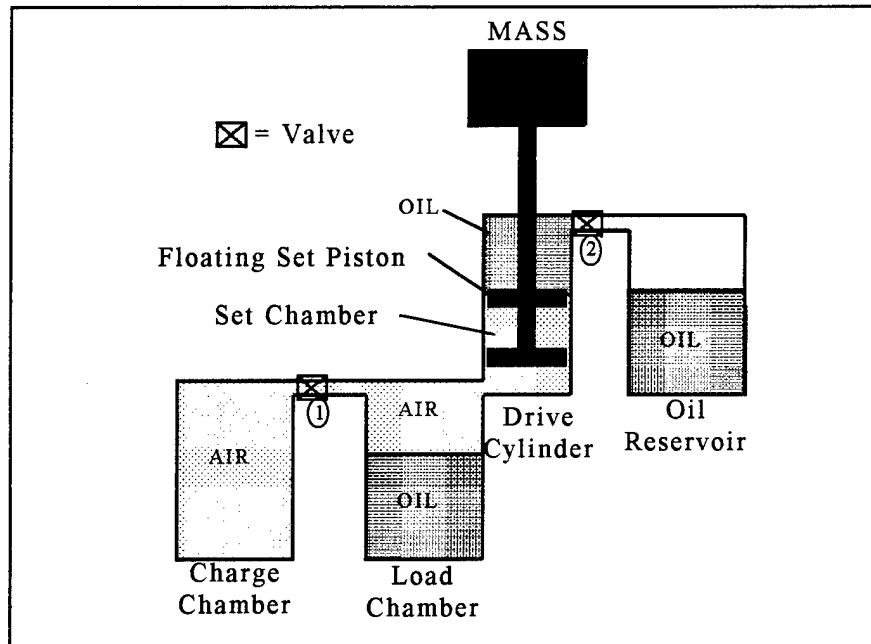 MASS
= Valve
OIL
②
Floating Set Piston
Set Chamber
OIL
①
AIR
Drive
Cylinder
Oil
Reservoir
AIR
OIL
Charge
Chamber
Load
Chamber